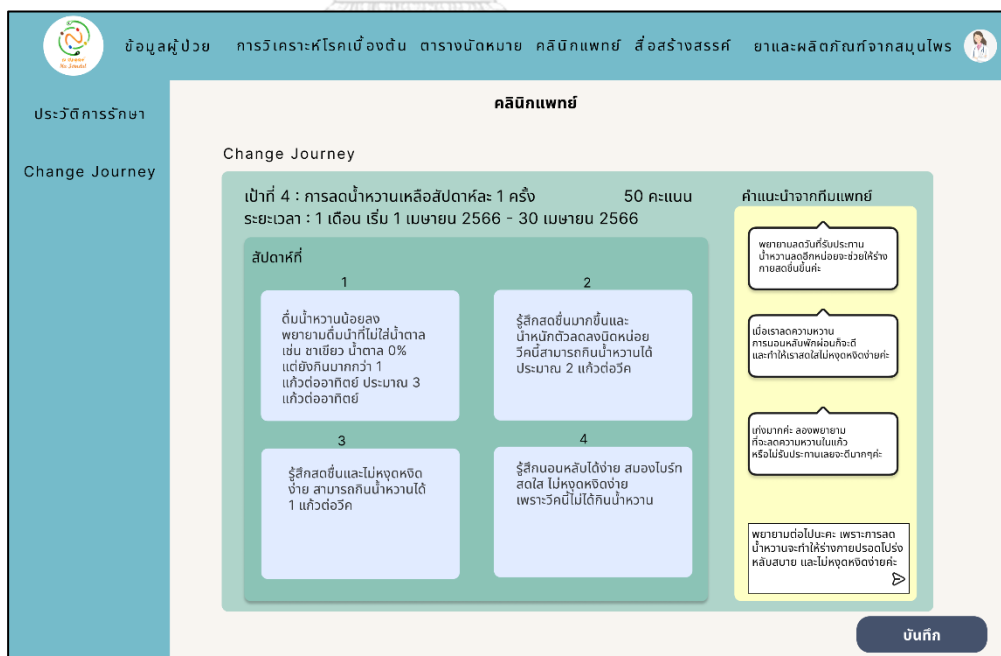 ข้อมูลผู้ป่วย การวิเคราะห์โรคเบื้องต้น ตารางนัดหมาย คลินิกแพทย์ สื่อสร้างสรรค์ ยาและผลิตภัณฑ์จากสมุนไพร
ประวัติการรักษา
Change Journey
คลินิกแพทย์
Change Journey
เป้าที่ 4 : การลดน้ำหวานเหลือสัปดาห์ละ 1 ครั้ง 50 คะแนน
ระยะเวลา : 1 เดือน เริ่ม 1 เมษายน 2566 - 30 เมษายน 2566
สัปดาห์ที่
1
ดื่มน้ำหวานน้อยลง
พยายามดื่มนำที่ไม่ใส่น้ำตาล
เช่น ชาเขียว น้ำตาล 0%
แต่ยังกินมากกว่า 1
แก้วต่ออาทิตย์ ประมาณ 3
แก้วต่ออาทิตย์
2
รู้สึกสดชื่นมากขึ้นและ
น้ำหนักตัวลดลงนิดหน่อย
วีคนี้สามารถกินน้ำหวานได้
ประมาณ 2 แก้วต่อวีค
3
รู้สึกสดชื่นและไม่หงุดหงิด
ง่าย สามารถกินน้ำหวานได้
1 แก้วต่อวีค
4
รู้สึกนอนหลับได้ง่าย สมองไบร์ท
สดใส ไม่หงุดหงิดง่าย
เพราะวีคนี้ไม่ได้กินน้ำหวาน
คำแนะนำจากทีมแพทย์
พยายามลดวันที่รับประทาน
น้ำหวานลดอีกหน่อยจะช่วยให้ร่าง
กายสดชื่นขึ้นค่ะ
เมื่อเราลดความหวาน
การนอนหลับพักผ่อนก็จะดี
และทำให้เราสดใสไม่หงุดหงิดง่ายค่ะ
เก่งมากค่ะ ลองพยายาม
ที่จะลดความหวานในแก้ว
หรือไม่รับประทานเลยจะดีมากๆค่ะ
พยายามต่อไปนะคะ เพราะการลด
น้ำหวานจะทำให้ร่างกายปรอดโปร่ง
หลับสบาย และไม่หงุดหงิดง่ายค่ะ
บันทึก